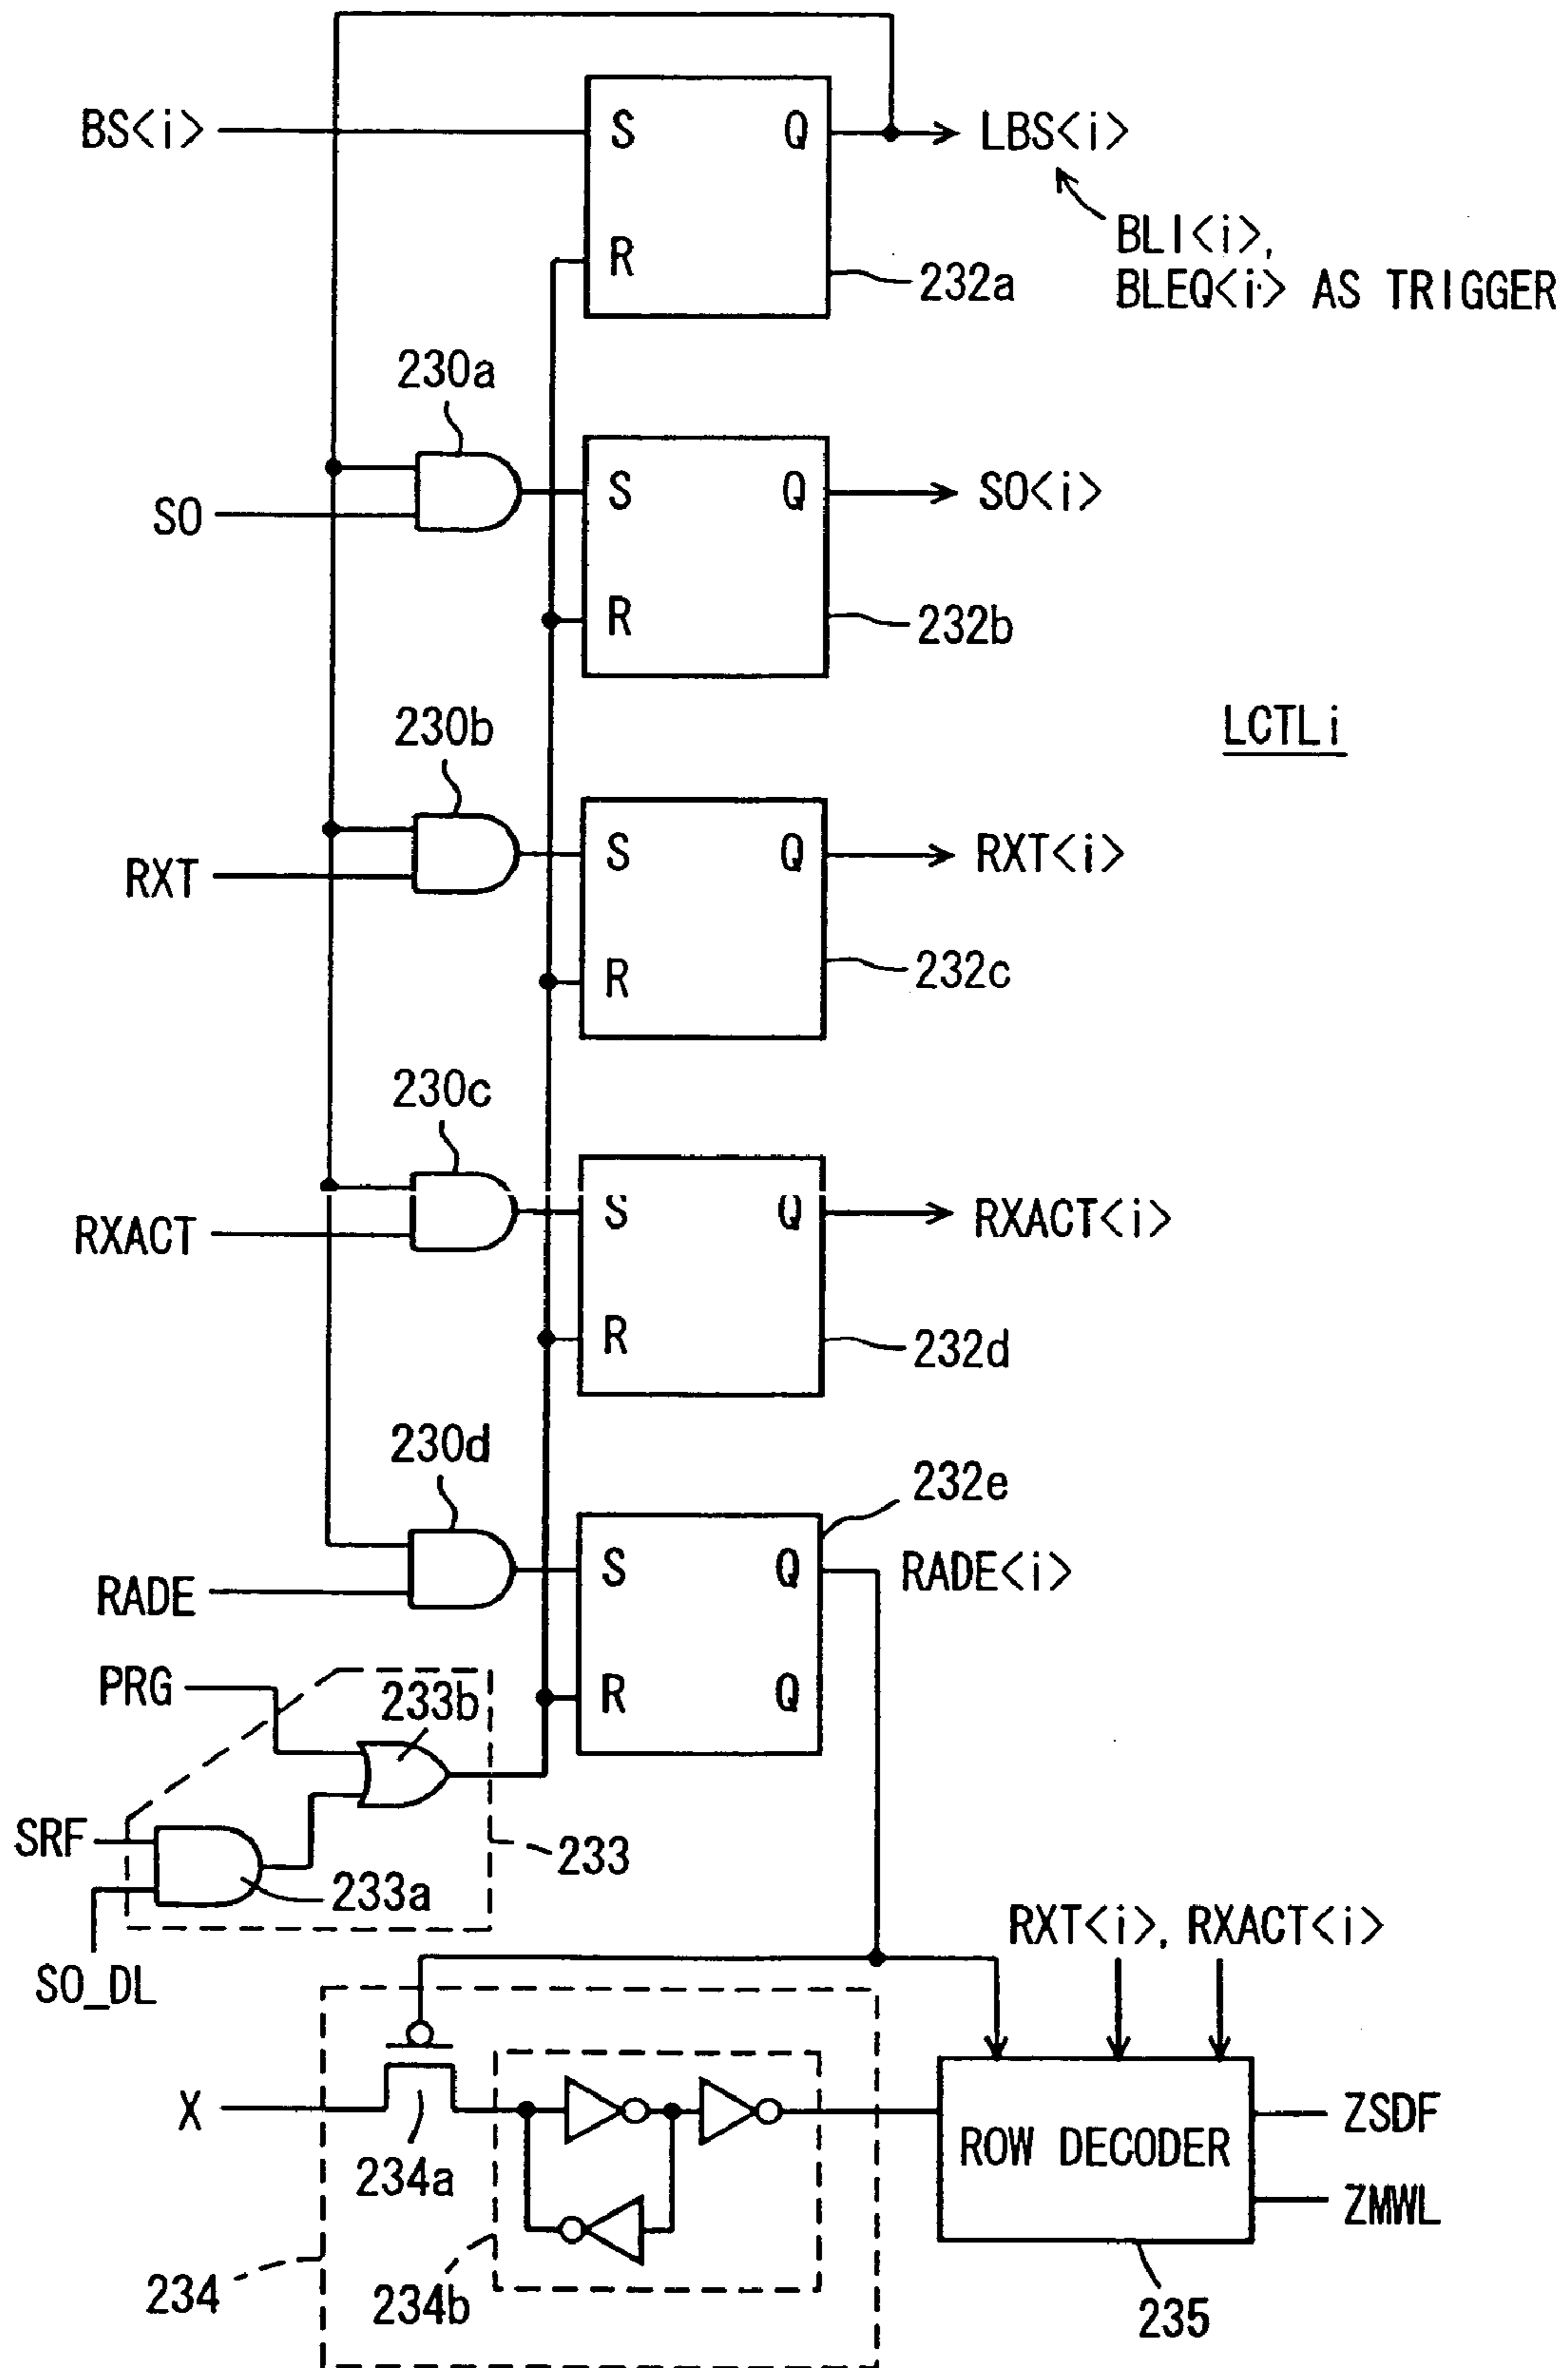 BS<i>
S
Q
LBS<i>
BLI<i>,
BLEQ<i> AS TRIGGER
R
232a
230a
SO
S
Q
SO<i>
R
232b
LCTLi
230b
RXT
S
Q
RXT<i>
R
232c
230c
RXACT
S
Q
RXACT<i>
R
232d
230d
RADE
S
Q
232e
RADE<i>
R
Q
PRG
233b
SRF
233a
233
SO_DL
RXT<i>, RXACT<i>
X
234a
ROW DECODER
ZSDF
ZMWL
234
234b
235